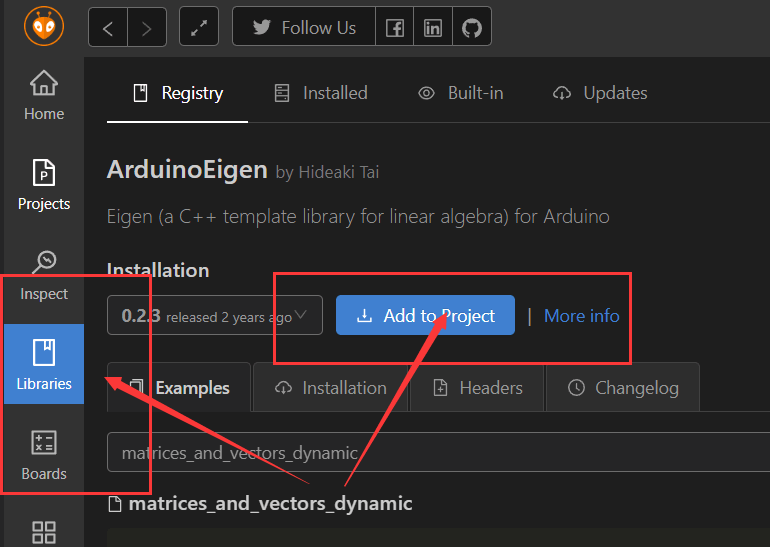 Follow Us
Home
Projects
Inspect
Libraries
Boards
Registry
Installed
Built-in
Updates
ArduinoEigen by Hideaki Tai
Eigen (a C++ template library for linear algebra) for Arduino
Installation
0.2.3 released 2 years ago
Add to Project | More info
Examples
Installation
Headers
Changelog
matrices_and_vectors_dynamic
matrices_and_vectors_dynamic